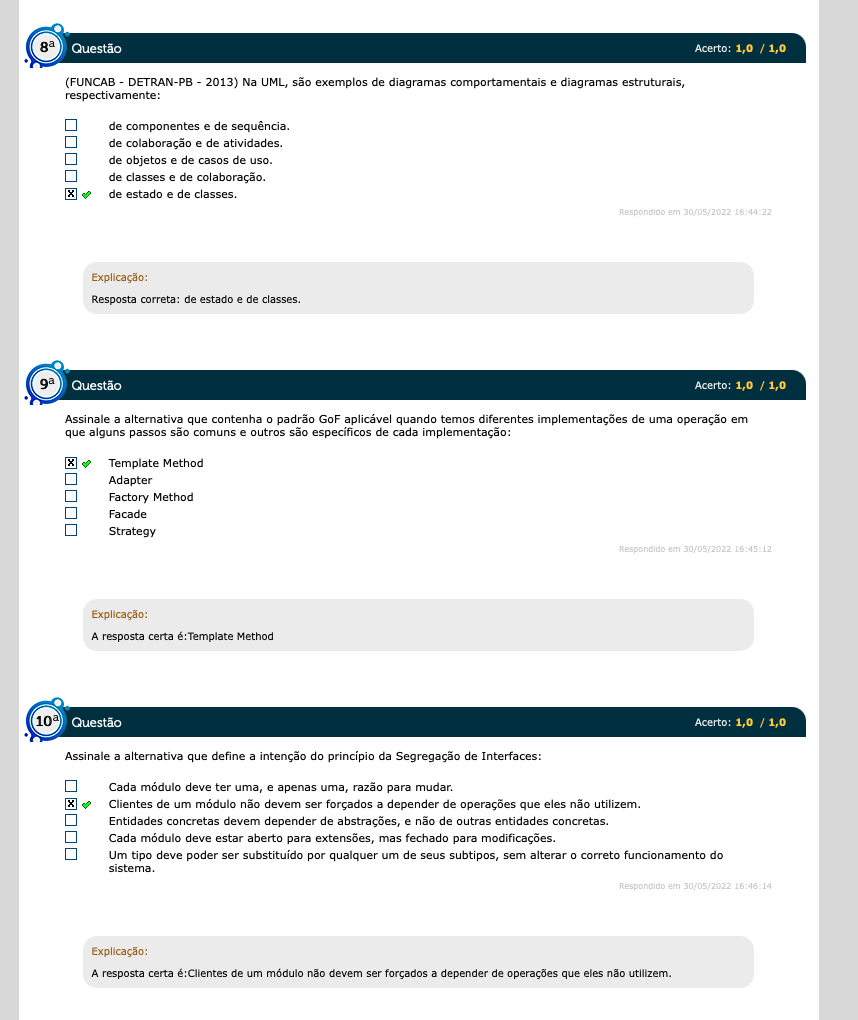 8ª Questão Acerto: 1,0 / 1,0
(FUNCAB - DETRAN-PB - 2013) Na UML, são exemplos de diagramas comportamentais e diagramas estruturais,
respectivamente:
de componentes e de sequência.
de colaboração e de atividades.
de objetos e de casos de uso.
de classes e de colaboração.
X de estado e de classes.
Respondido em 30/05/2022 16:44:22
Explicação:
Resposta correta: de estado e de classes.
9ª Questão Acerto: 1,0 / 1,0
Assinale a alternativa que contenha o padrão GoF aplicável quando temos diferentes implementações de uma operação em
que alguns passos são comuns e outros são específicos de cada implementação:
X Template Method
Adapter
Factory Method
Facade
Strategy
Respondido em 30/05/2022 16:45:12
Explicação:
A resposta certa é:Template Method
10ª Questão Acerto: 1,0 / 1,0
Assinale a alternativa que define a intenção do princípio da Segregação de Interfaces:
Cada módulo deve ter uma, e apenas uma, razão para mudar.
X Clientes de um módulo não devem ser forçados a depender de operações que eles não utilizem.
Entidades concretas devem depender de abstrações, e não de outras entidades concretas.
Cada módulo deve estar aberto para extensões, mas fechado para modificações.
Um tipo deve poder ser substituído por qualquer um de seus subtipos, sem alterar o correto funcionamento do
sistema.
Respondido em 30/05/2022 16:46:14
Explicação:
A resposta certa é:Clientes de um módulo não devem ser forçados a depender de operações que eles não utilizem.